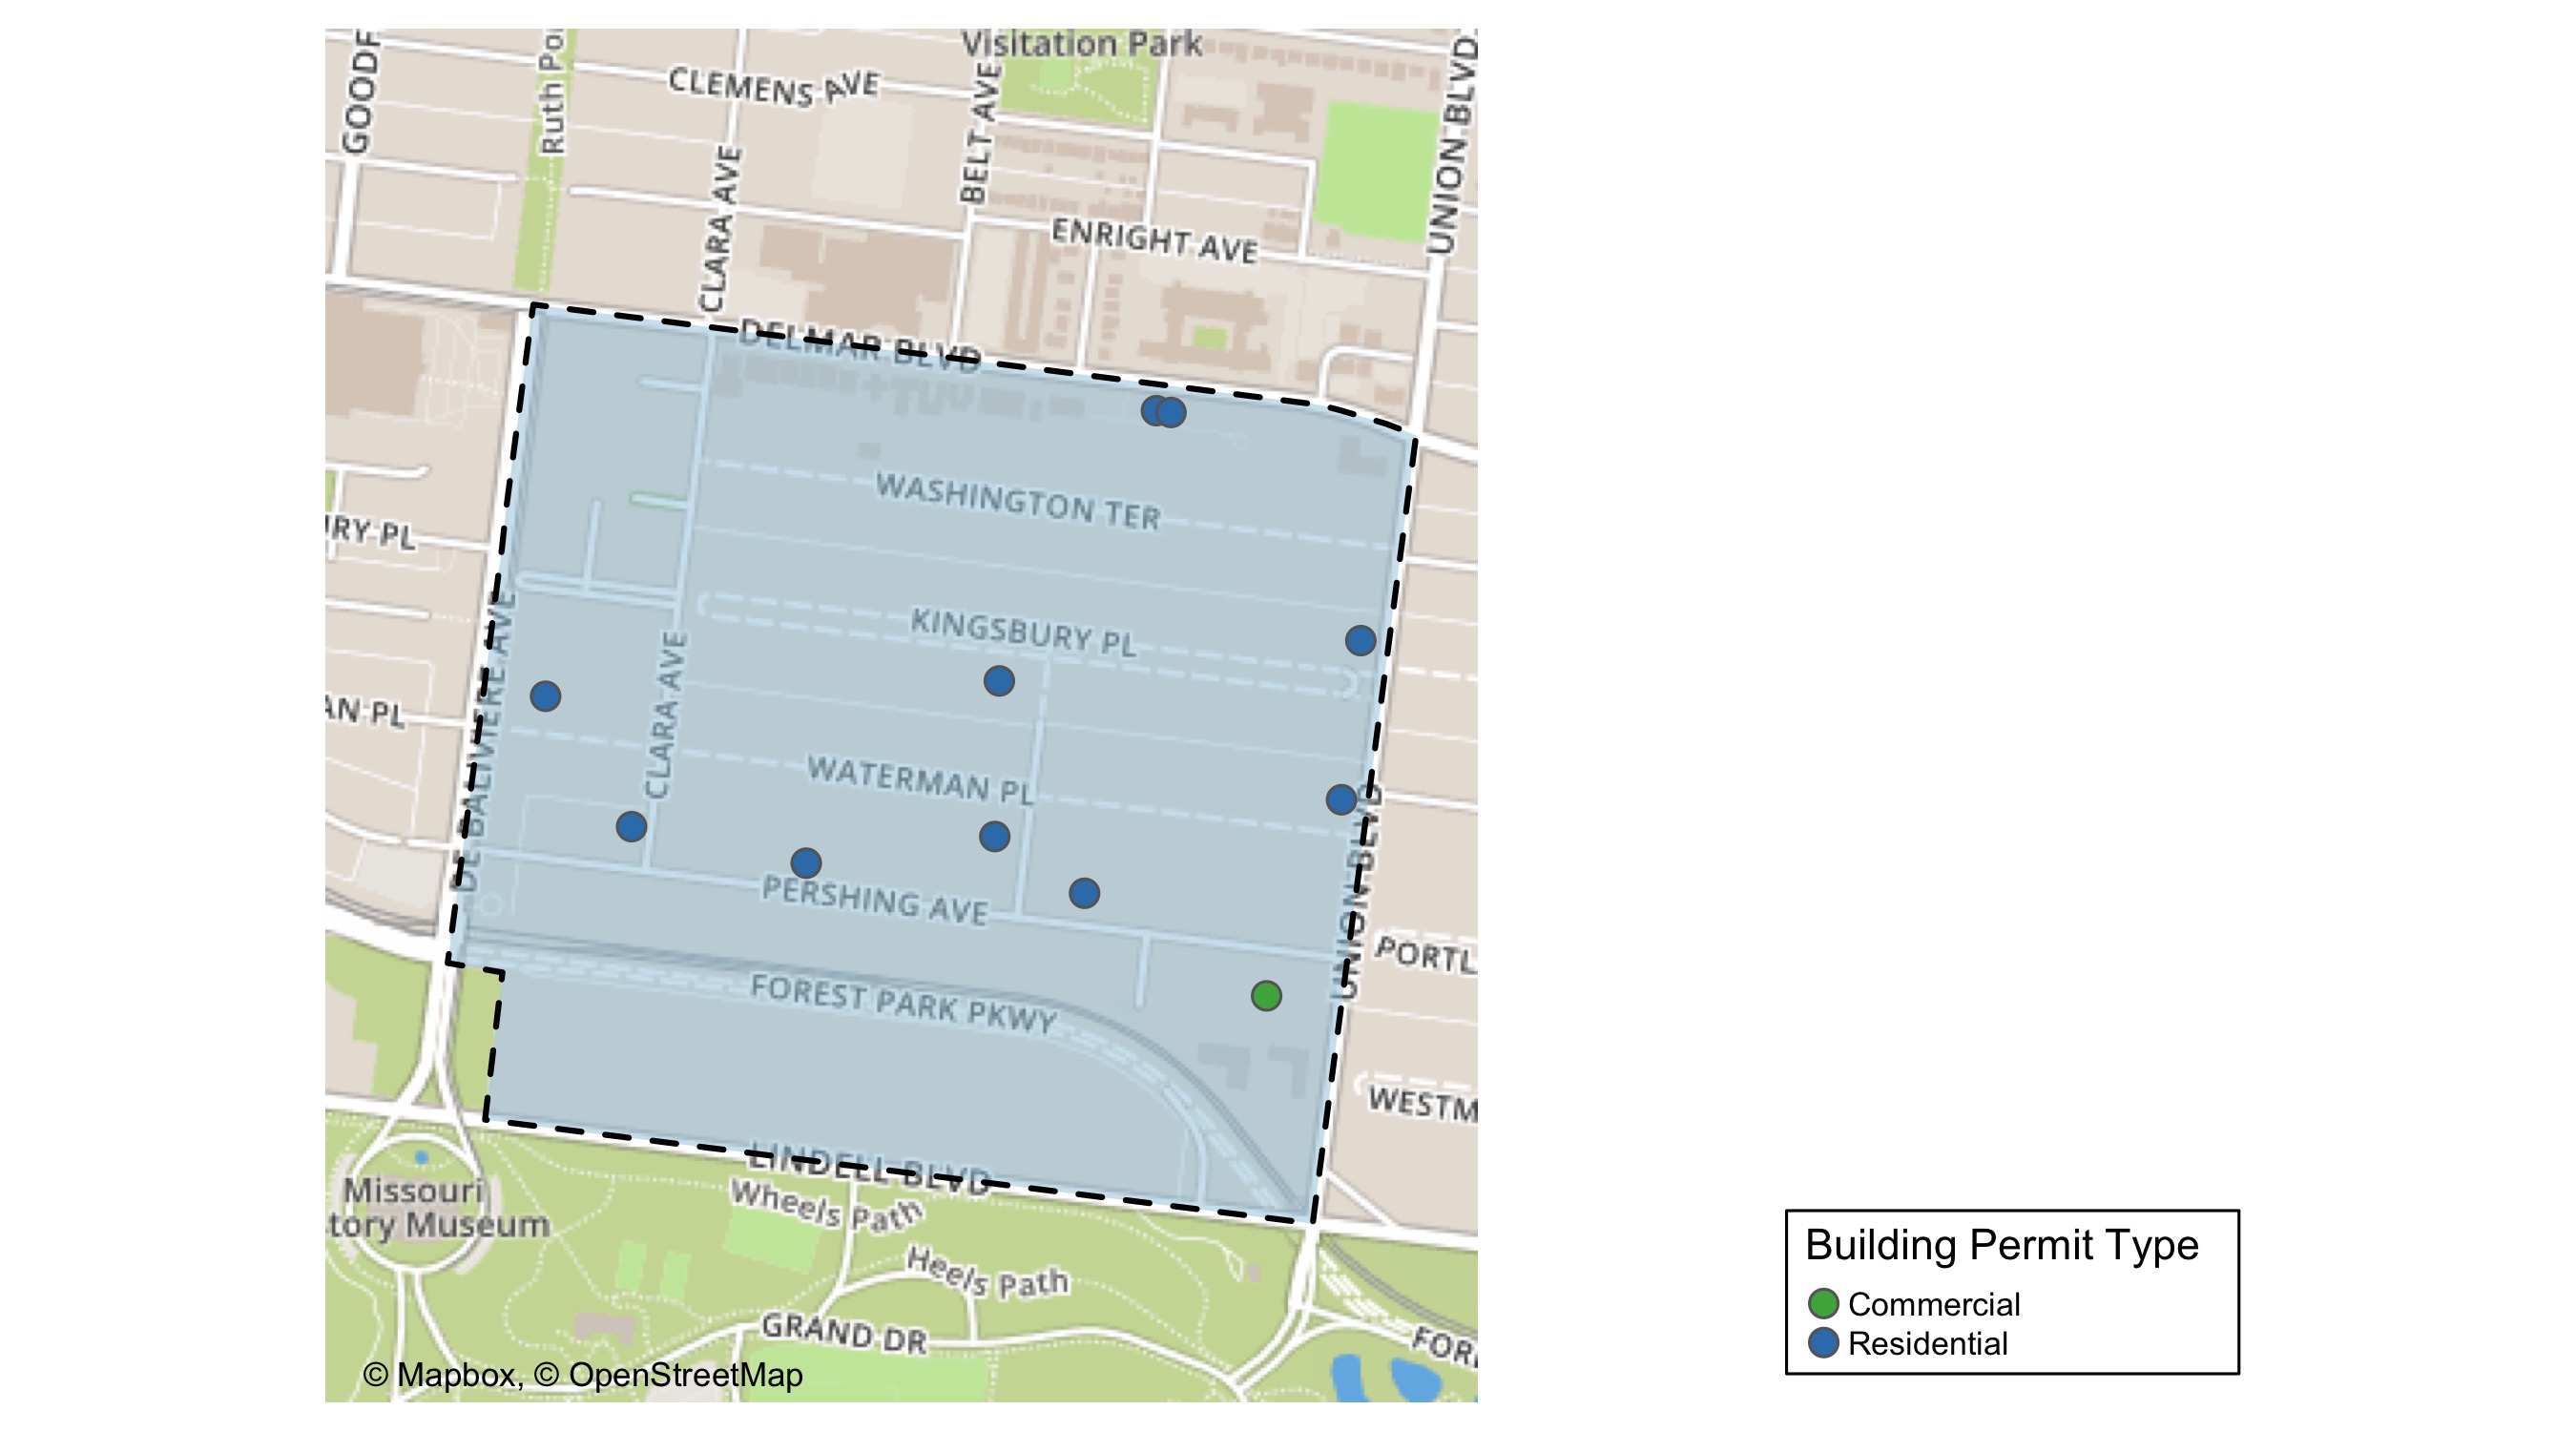 Visitation Park
GOODF
Ruth Po
CLEMENS AVE
BELT AVE
UNION BLVD
CLARA AVE
ENRIGHT AVE
DELMAR BLVD
WASHINGTON TER
URY PL
KINGSBURY PL
DE BALIVIERE AVE
CLARA AVE
AN PL
WATERMAN PL
UNION BLVD
PERSHING AVE
PORTL
FOREST PARK PKWY
WESTM
LINDELL BLVD
Missouri
tory Museum
Wheels Path
Heels Path
GRAND DR
FORE
© Mapbox, © OpenStreetMap
Building Permit Type
Commercial
Residential